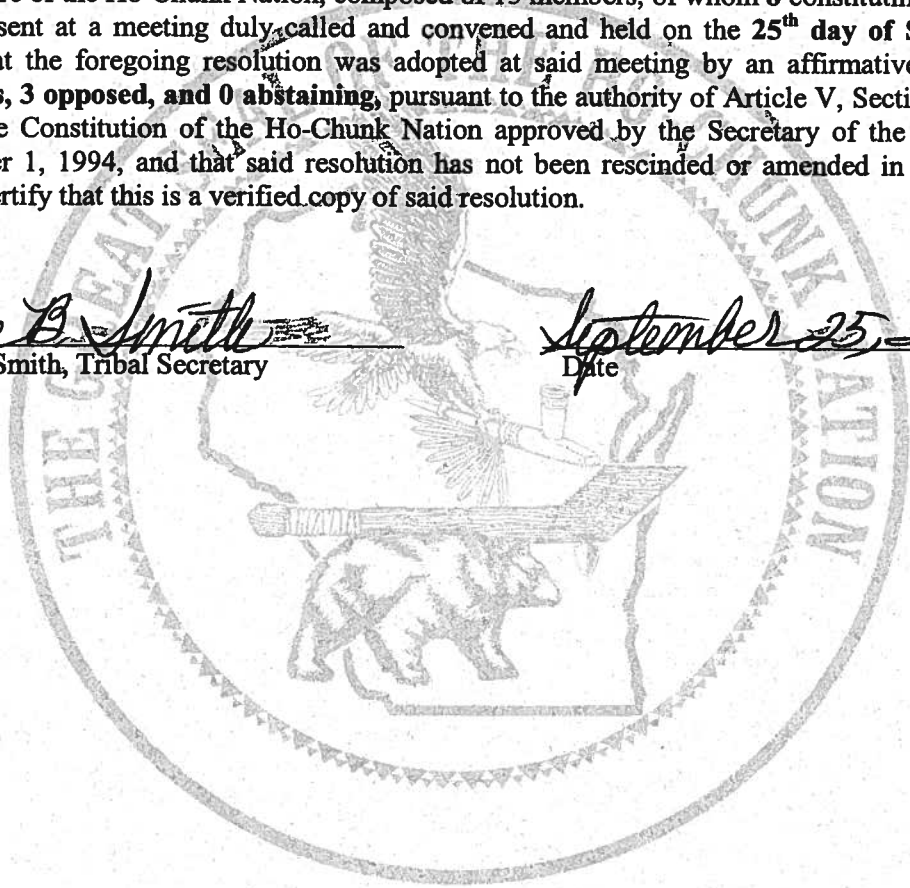 of the Ho-Chunk Nation, composed of 13 members, of whom 8 constituting
sent at a meeting duly called and convened and held on the 25th day of S
at the foregoing resolution was adopted at said meeting by an affirmative
s, 3 opposed, and 0 abstaining, pursuant to the authority of Article V, Secti
e Constitution of the Ho-Chunk Nation approved by the Secretary of the
r 1, 1994, and that said resolution has not been rescinded or amended in
ertify that this is a verified copy of said resolution.
B Smith
September 25,
Smith, Tribal Secretary
Date
THE GREAT SEAL OF THE HO-CHUNK NATION